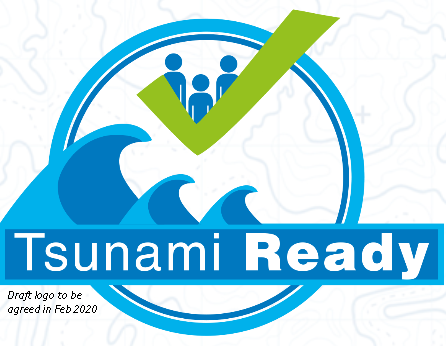 Tsunami Ready
Draft logo to be
agreed in Feb 2020